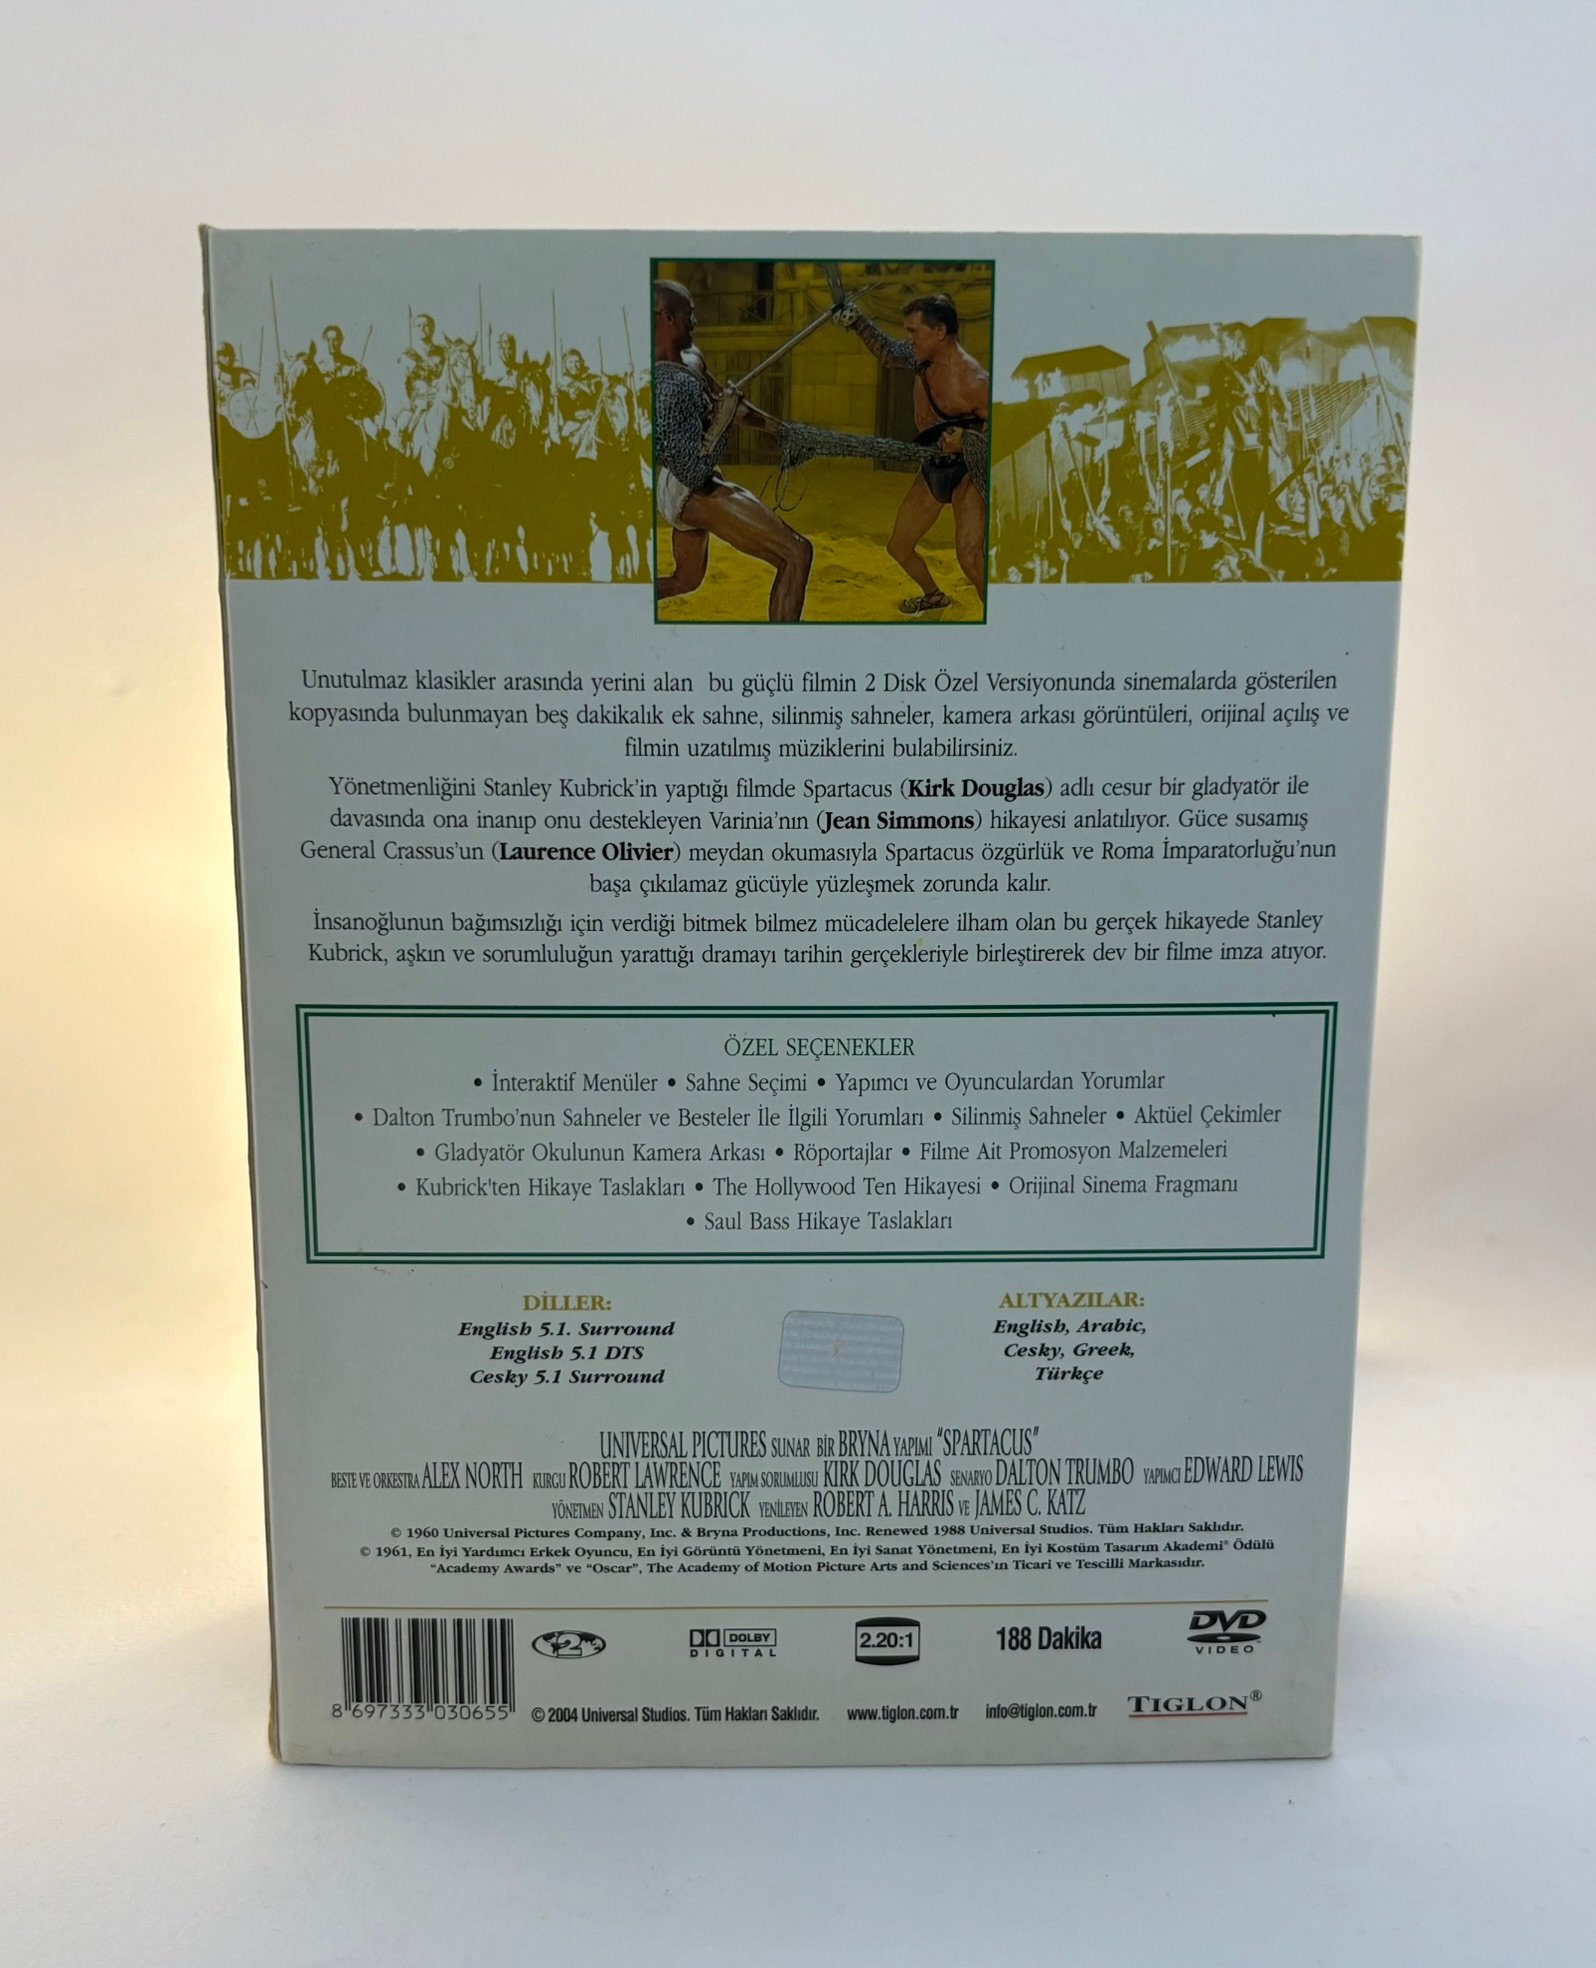 Unutulmaz klasikler arasında yerini alan bu güçlü filmin 2 Disk Özel Versiyonunda sinemalarda gösterilen
kopyasında bulunmayan beş dakikalık ek sahne, silinmiş sahneler, kamera arkası görüntüleri, orijinal açılış ve
filmin uzatılmış müziklerini bulabilirsiniz.
Yönetmenliğini Stanley Kubrick'in yaptığı filmde Spartacus (Kirk Douglas) adlı cesur bir gladyatör ile
davasında ona inanıp onu destekleyen Varinia'nın (Jean Simmons) hikayesi anlatılıyor. Güce susamış
General Crassus'un (Laurence Olivier) meydan okumasıyla Spartacus özgürlük ve Roma İmparatorluğu'nun
başa çıkılamaz gücüyle yüzleşmek zorunda kalır.
İnsanoğlunun bağımsızlığı için verdiği bitmek bilmez mücadelelere ilham olan bu gerçek hikayede Stanley
Kubrick, aşkın ve sorumluluğun yarattığı dramayı tarihin gerçekleriyle birleştirerek dev bir filme imza atıyor.
ÖZEL SEÇENEKLER
• İnteraktif Menüler • Sahne Seçimi • Yapımcı ve Oyunculardan Yorumlar
• Dalton Trumbo'nun Sahneler ve Besteler İle İlgili Yorumları • Silinmiş Sahneler • Aktüel Çekimler
• Gladyatör Okulunun Kamera Arkası • Röportajlar • Filme Ait Promosyon Malzemeleri
• Kubrick'ten Hikaye Taslakları • The Hollywood Ten Hikayesi • Orijinal Sinema Fragmanı
• Saul Bass Hikaye Taslakları
DİLLER:
English 5.1. Surround
English 5.1 DTS
Cesky 5.1 Surround
ALTYAZILAR:
English, Arabic,
Cesky, Greek,
Türkçe
UNIVERSAL PICTURES SUNAR BİR BRYNA YAPIMI "SPARTACUS"
BESTE VE ORKESTRA ALEX NORTH KURGU ROBERT LAWRENCE YAPIM SORUMLUSU KIRK DOUGLAS SENARYO DALTON TRUMBO YAPIMCI EDWARD LEWIS
YÖNETMEN STANLEY KUBRICK YENİLEYEN ROBERT A. HARRIS VE JAMES C. KATZ
© 1960 Universal Pictures Company, Inc. & Bryna Productions, Inc. Renewed 1988 Universal Studios. Tüm Hakları Saklıdır.
© 1961, En İyi Yardımcı Erkek Oyuncu, En İyi Görüntü Yönetmeni, En İyi Sanat Yönetmeni, En İyi Kostüm Tasarım Akademi® Ödülü
"Academy Awards" ve "Oscar", The Academy of Motion Picture Arts and Sciences'ın Ticari ve Tescilli Markasıdır.
2
DOLBY
DIGITAL
2.20:1
188 Dakika
DVD
VIDEO
8 697333 030655
© 2004 Universal Studios. Tüm Hakları Saklıdır.
www.tiglon.com.tr
info@tiglon.com.tr
TIGLON®